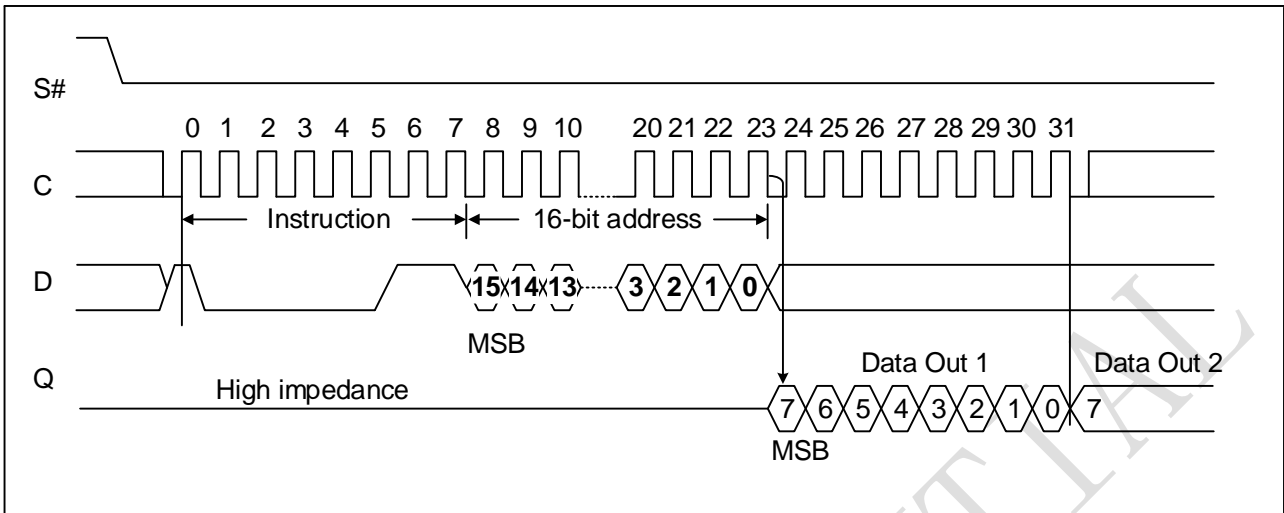 S#
0 1 2 3 4 5 6 7 8 9 10 20 21 22 23 24 25 26 27 28 29 30 31
C
Instruction 16-bit address
D
15 14 13 3 2 1 0
MSB
Data Out 1 Data Out 2
Q
High impedance
7 6 5 4 3 2 1 0 7
MSB